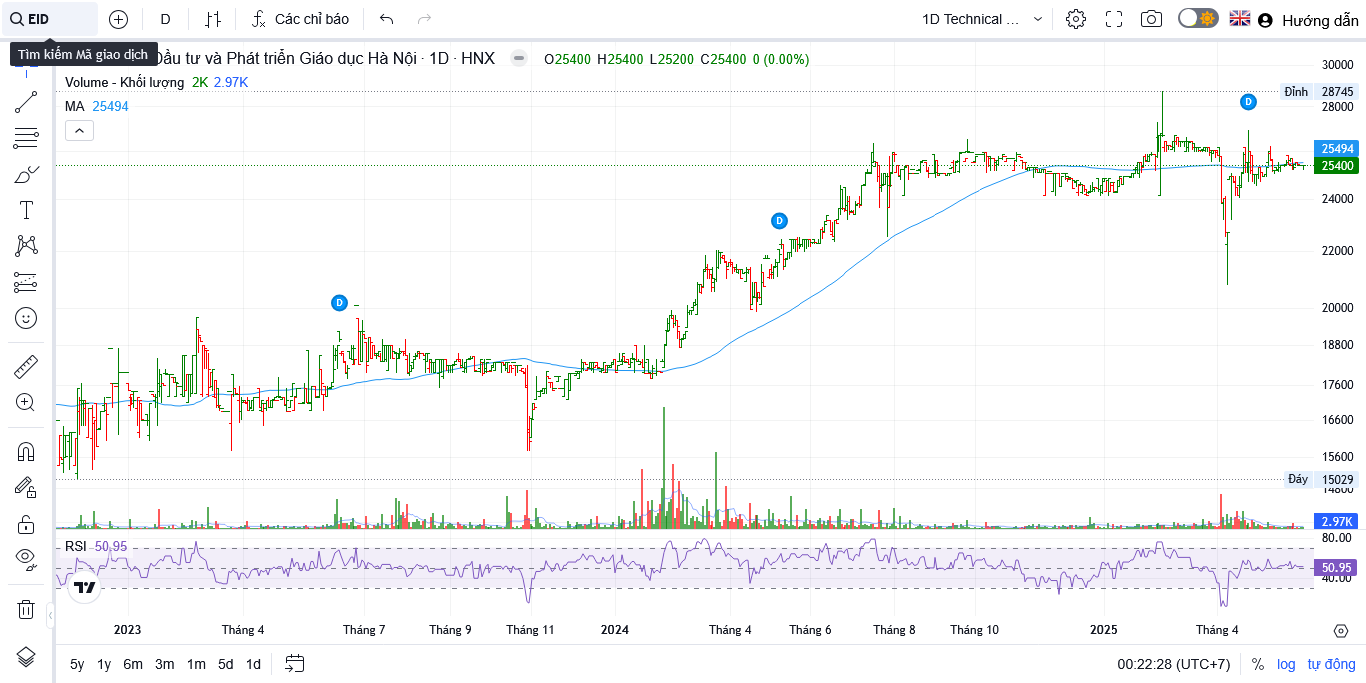 EID
D
Các chỉ báo
1D Technical ...
Hướng dẫn
Tìm kiếm Mã giao dịch
Đầu tư và Phát triển Giáo dục Hà Nội · 1D · HNX
O25400 H25400 L25200 C25400 0 (0.00%)
Volume - Khối lượng 2K 2.97K
MA 25494
30000
Đỉnh 28745
28000
25494
25400
24000
22000
20000
18800
17600
16600
15600
Đáy 15029
14800
2.97K
D
D
D
RSI 50.95
80.00
50.95
40.00
2023
Tháng 4
Tháng 7
Tháng 9
Tháng 11
2024
Tháng 4
Tháng 6
Tháng 8
Tháng 10
2025
Tháng 4
5y 1y 6m 3m 1m 5d 1d
00:22:28 (UTC+7)
%
log
tự động